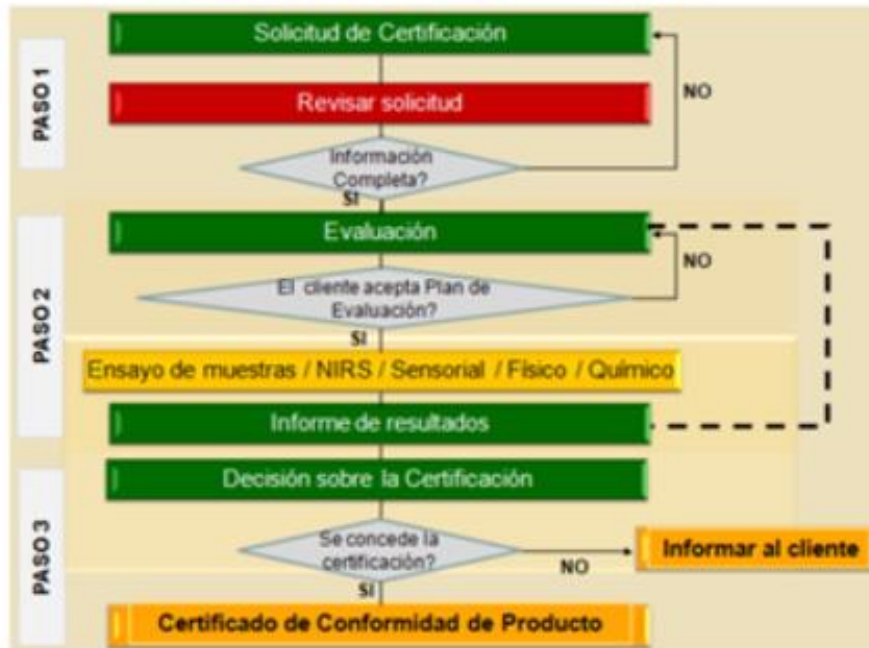 PASO 1
Solicitud de Certificación
Revisar solicitud
NO
Información
Completa?
SI
PASO 2
Evaluación
NO
El cliente acepta Plan de
Evaluación?
SI
Ensayo de muestras / NIRS / Sensorial / Físico / Químico
Informe de resultados
PASO 3
Decisión sobre la Certificación
Se concede la
certificación?
NO
Informar al cliente
SI
Certificado de Conformidad de Producto